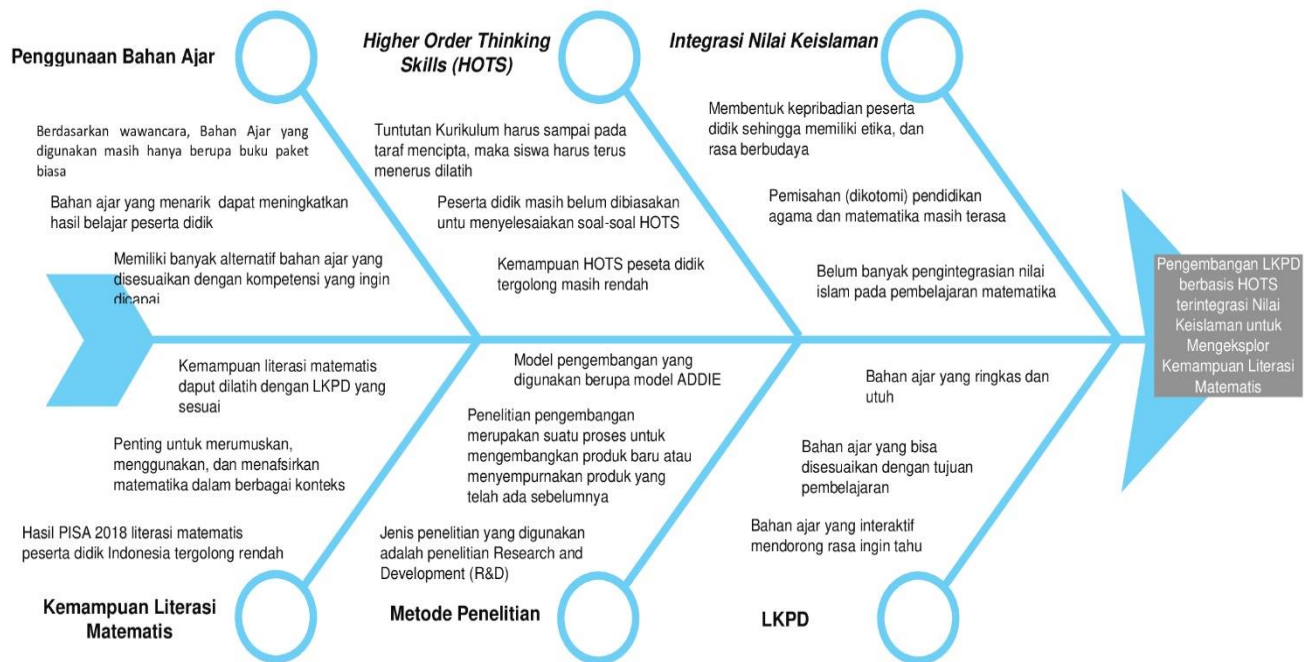 Penggunaan Bahan Ajar
Berdasarkan wawancara, Bahan Ajar yang
digunakan masih hanya berupa buku paket
biasa
Bahan ajar yang menarik dapat meningkatkan
hasil belajar peserta didik
Memiliki banyak alternatif bahan ajar yang
disesuaikan dengan kompetensi yang ingin
dicapai
Higher Order Thinking
Skills (HOTS)
Tuntutan Kurikulum harus sampai pada
taraf mencipta, maka siswa harus terus
menerus dilatih
Peserta didik masih belum dibiasakan
untu menyelesaiakan soal-soal HOTS
Kemampuan HOTS peseta didik
tergolong masih rendah
Integrasi Nilai Keislaman
Membentuk kepribadian peserta
didik sehingga memiliki etika, dan
rasa berbudaya
Pemisahan (dikotomi) pendidikan
agama dan matematika masih terasa
Belum banyak pengintegrasian nilai
islam pada pembelajaran matematika
Pengembangan LKPD
berbasis HOTS
terintegrasi Nilai
Keislaman untuk
Mengeksplor
Kemampuan Literasi
Matematis
Kemampuan literasi matematis
daput dilatih dengan LKPD yang
sesuai
Penting untuk merumuskan,
menggunakan, dan menafsirkan
matematika dalam berbagai konteks
Hasil PISA 2018 literasi matematis
peserta didik Indonesia tergolong rendah
Kemampuan Literasi
Matematis
Model pengembangan yang
digunakan berupa model ADDIE
Penelitian pengembangan
merupakan suatu proses untuk
mengembangkan produk baru atau
menyempurnakan produk yang
telah ada sebelumnya
Jenis penelitian yang digunakan
adalah penelitian Research and
Development (R&D)
Metode Penelitian
Bahan ajar yang ringkas dan
utuh
Bahan ajar yang bisa
disesuaikan dengan tujuan
pembelajaran
Bahan ajar yang interaktif
mendorong rasa ingin tahu
LKPD